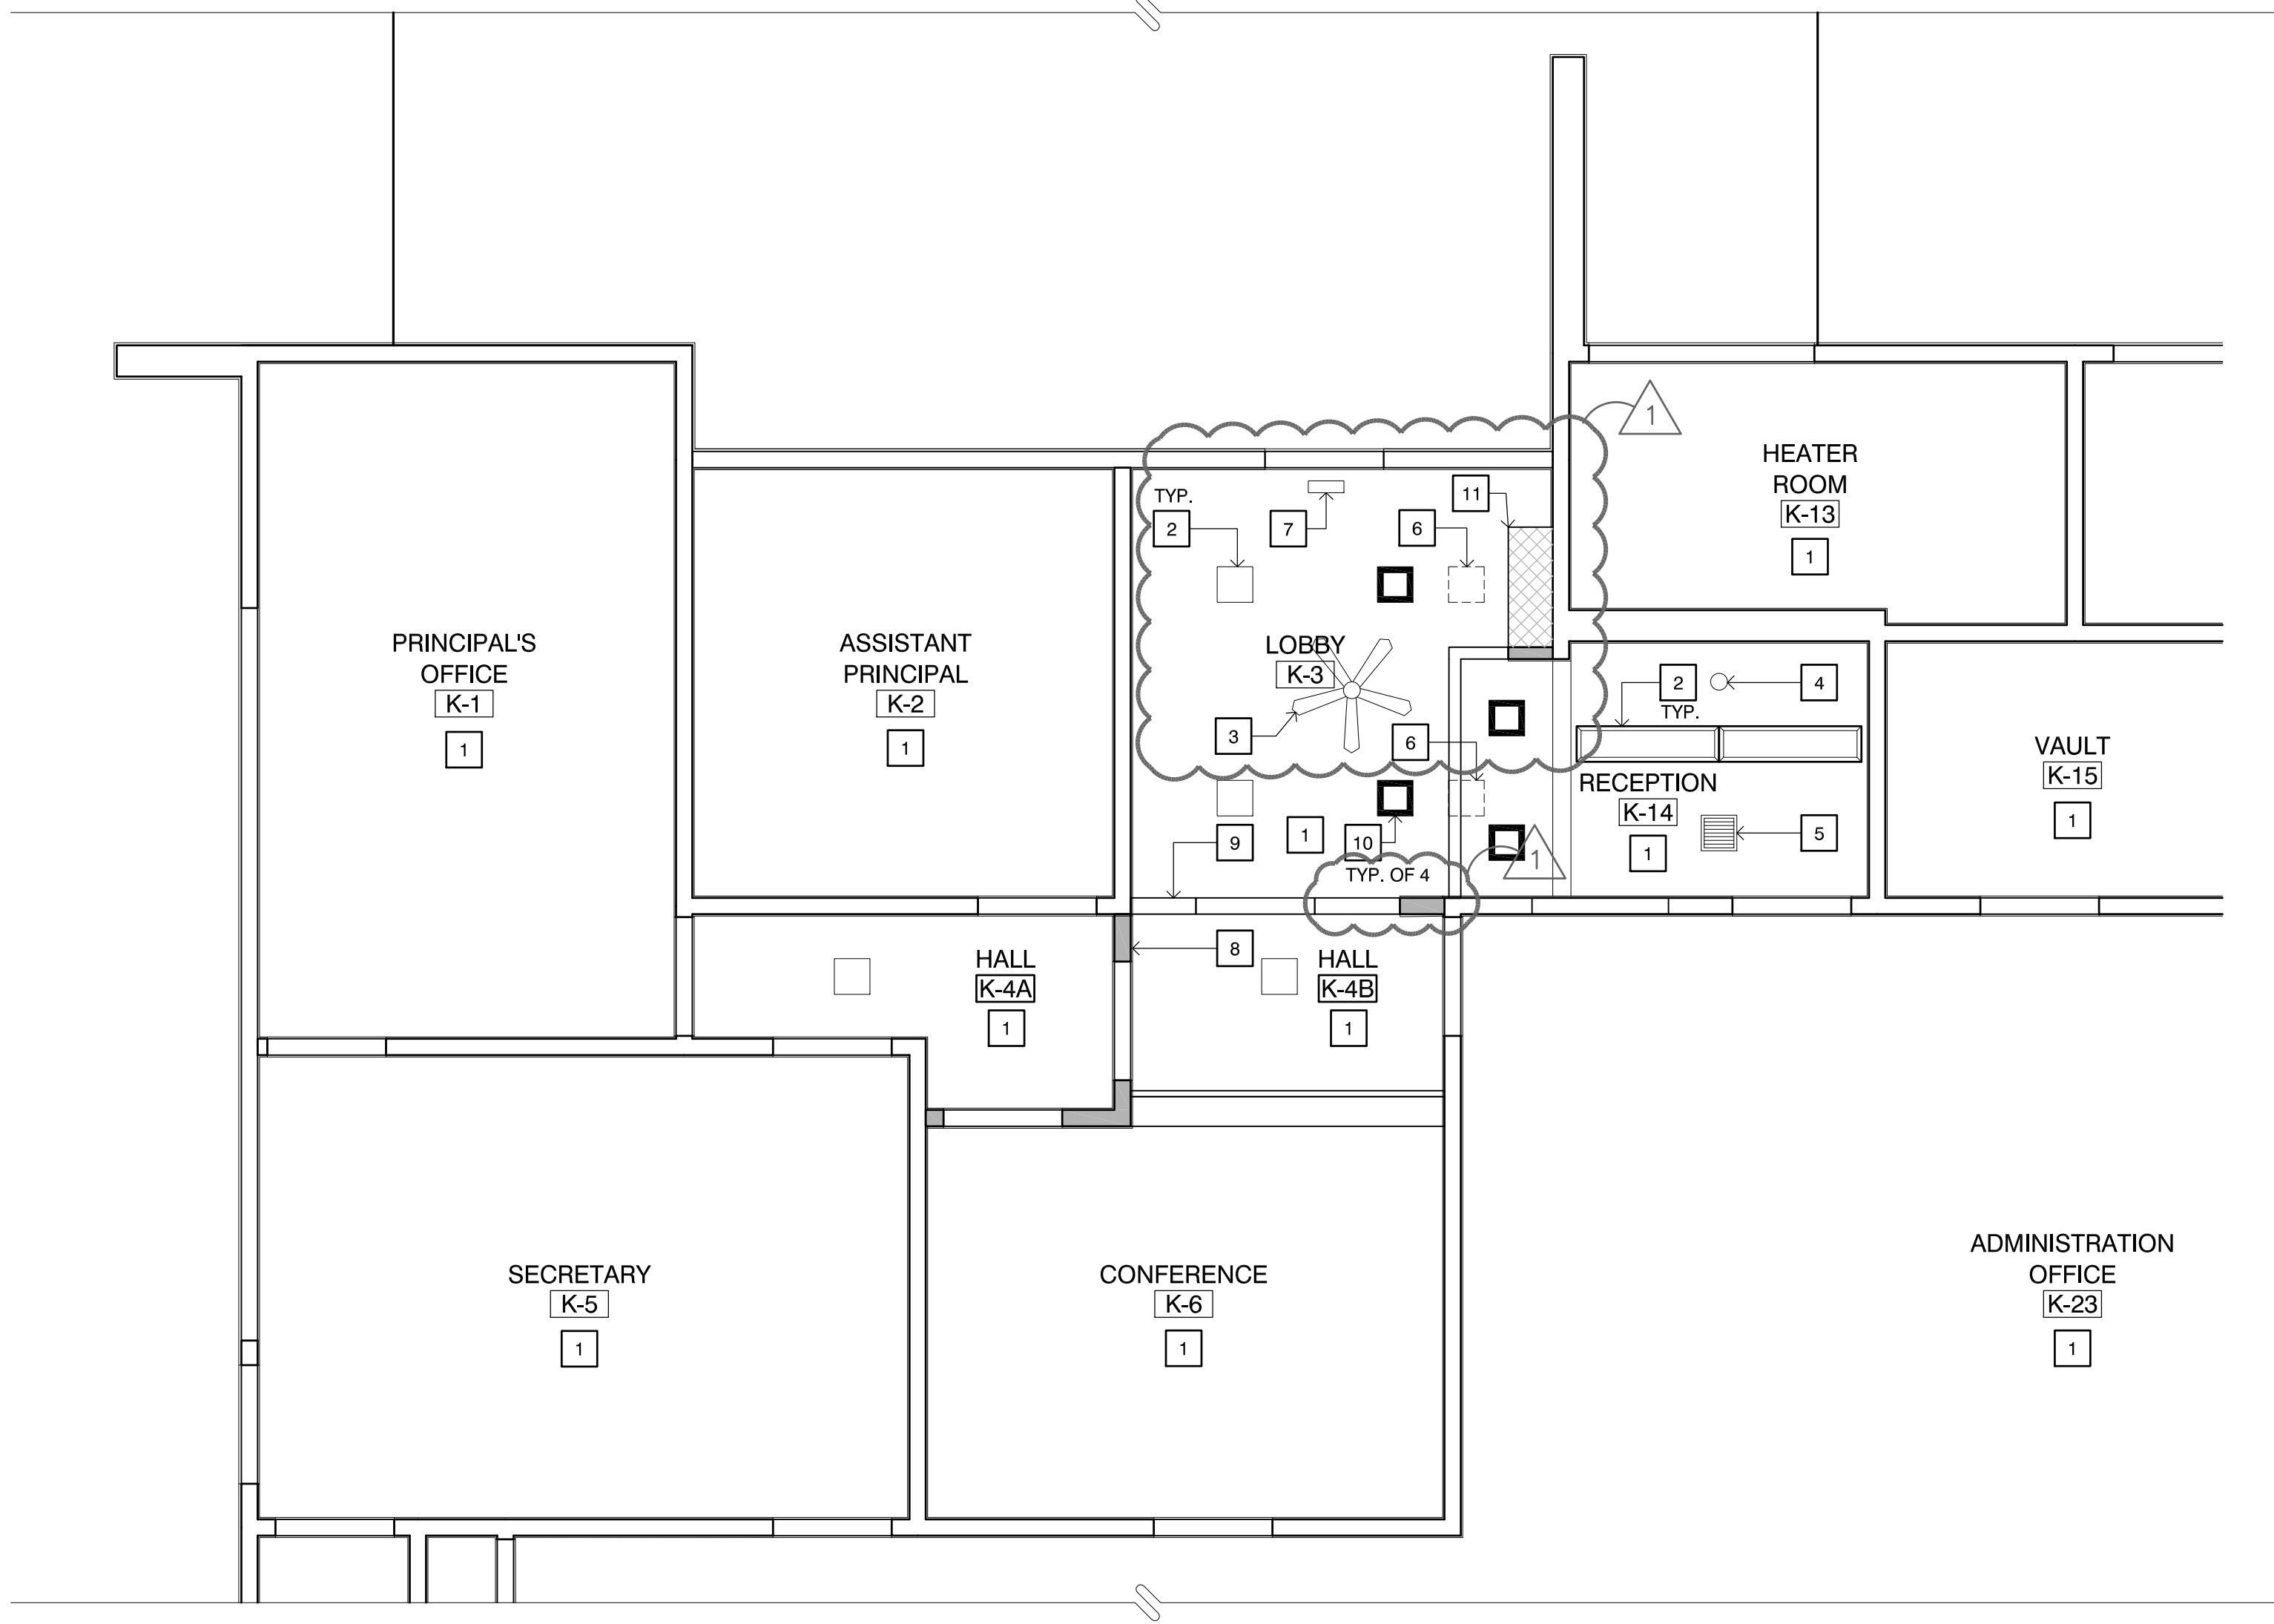 1
HEATER
ROOM
K-13
1
TYP.
2
7
6
11
PRINCIPAL'S
OFFICE
K-1
1
ASSISTANT
PRINCIPAL
K-2
1
LOBBY
K-3
3
6
2
TYP.
4
VAULT
K-15
1
RECEPTION
K-14
1
5
9
1
10
TYP. OF 4
1
HALL
K-4A
1
8
HALL
K-4B
1
SECRETARY
K-5
1
CONFERENCE
K-6
1
ADMINISTRATION
OFFICE
K-23
1